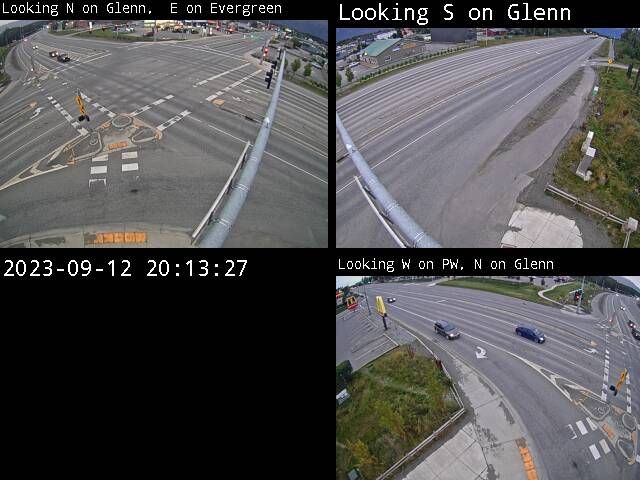 Looking N on Glenn,  E on Evergreen
Looking S on Glenn
2023-09-12 20:13:27
Looking W on PW, N on Glenn